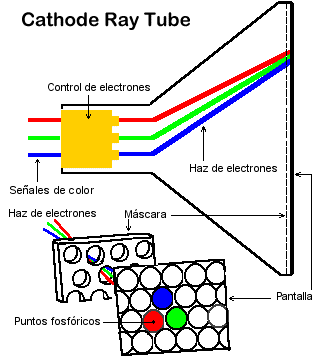 Cathode Ray Tube
Control de electrones
Haz de electrones
Señales de color
Haz de electrones
Máscara
Pantalla
Puntos fosfóricos